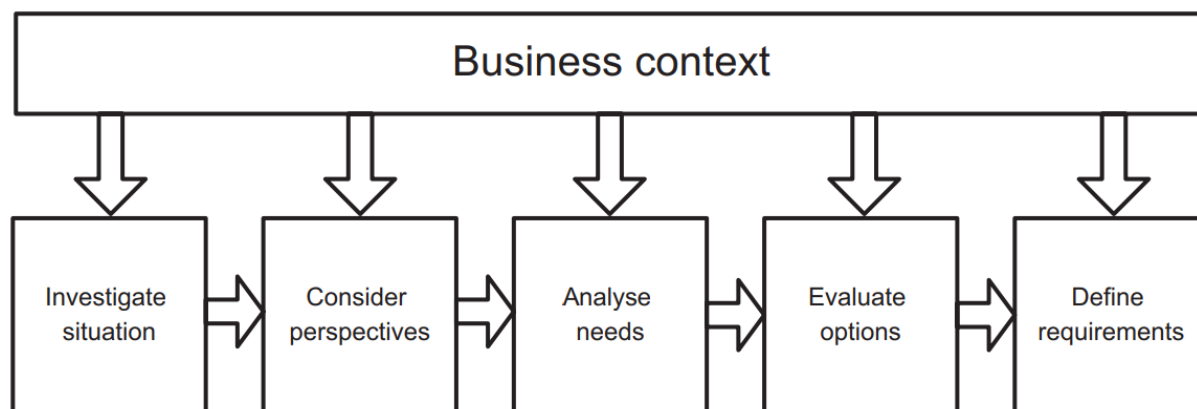 Business context
Investigate
situation
Consider
perspectives
Analyse
needs
Evaluate
options
Define
requirements